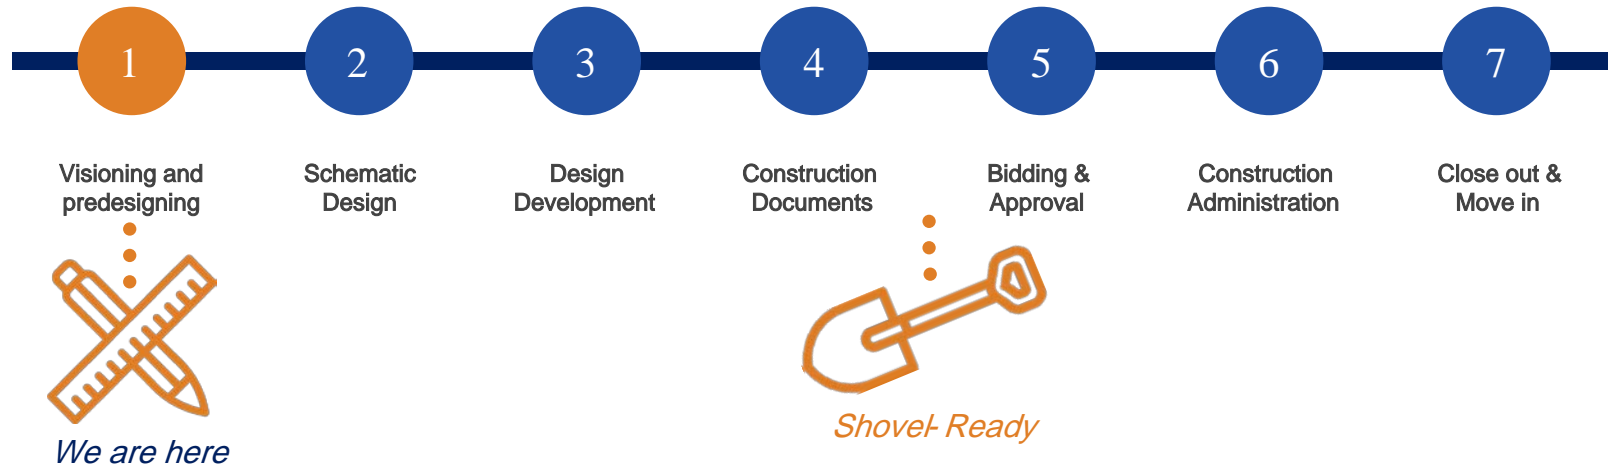 1
2
3
4
5
6
7
Visioning and
predesigning
Schematic
Design
Design
Development
Construction
Documents
Bidding &
Approval
Construction
Administration
Close out &
Move in
We are here
Shovel- Ready